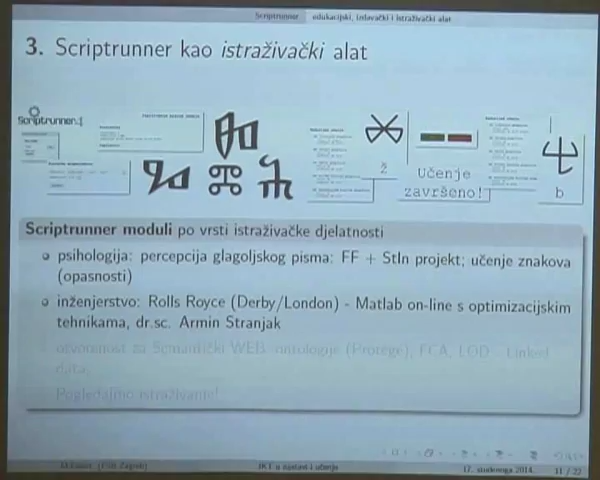 Scriptrunner edukacijski, izdavački i istraživački alat
3. Scriptrunner kao istraživački alat
Scriptrunner
Učenje
završeno!
ž
b
Scriptrunner moduli po vrsti istraživačke djelatnosti
psihologija: percepcija glagoljskog pisma: FF + StIn projekt; učenje znakova
(opasnosti)
inženjerstvo: Rolls Royce (Derby/London) - Matlab on-line s optimizacijskim
tehnikama, dr.sc. Armin Stranjak
otvorenost za Semantički WEB: ontologije (Protege), FCA, LOD - Linked
data,
Pogledajmo istraživanje!
IKT u nastavi i učenju
17. studenoga 2014.
11 / 22